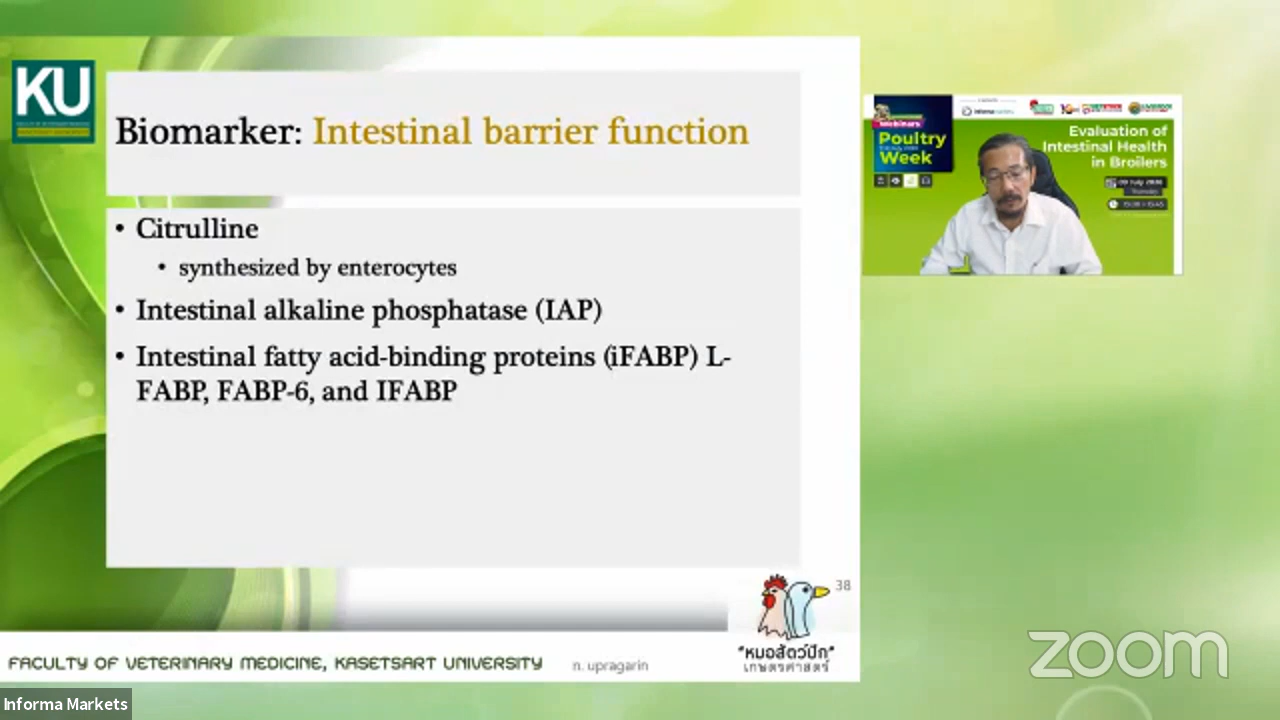 KU
Biomarker: Intestinal barrier function
• Citrulline
• synthesized by enterocytes
• Intestinal alkaline phosphatase (IAP)
• Intestinal fatty acid-binding proteins (iFABP) L-
FABP, FABP-6, and IFABP
38
"หมอสัตว์ปีก"
เกษตรศาสตร์
FACULTY OF VETERINARY MEDICINE, KASETSART UNIVERSITY
n. upragarin
Informa Markets
Webinars
Poultry
Week
Evaluation of
Intestinal Health
in Broilers
zoom